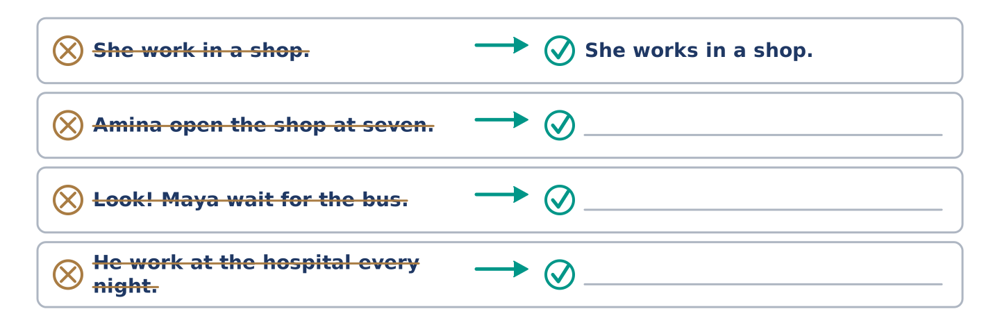 She work in a shop.
She works in a shop.
Amina open the shop at seven.
Look! Maya wait for the bus.
He work at the hospital every
night.